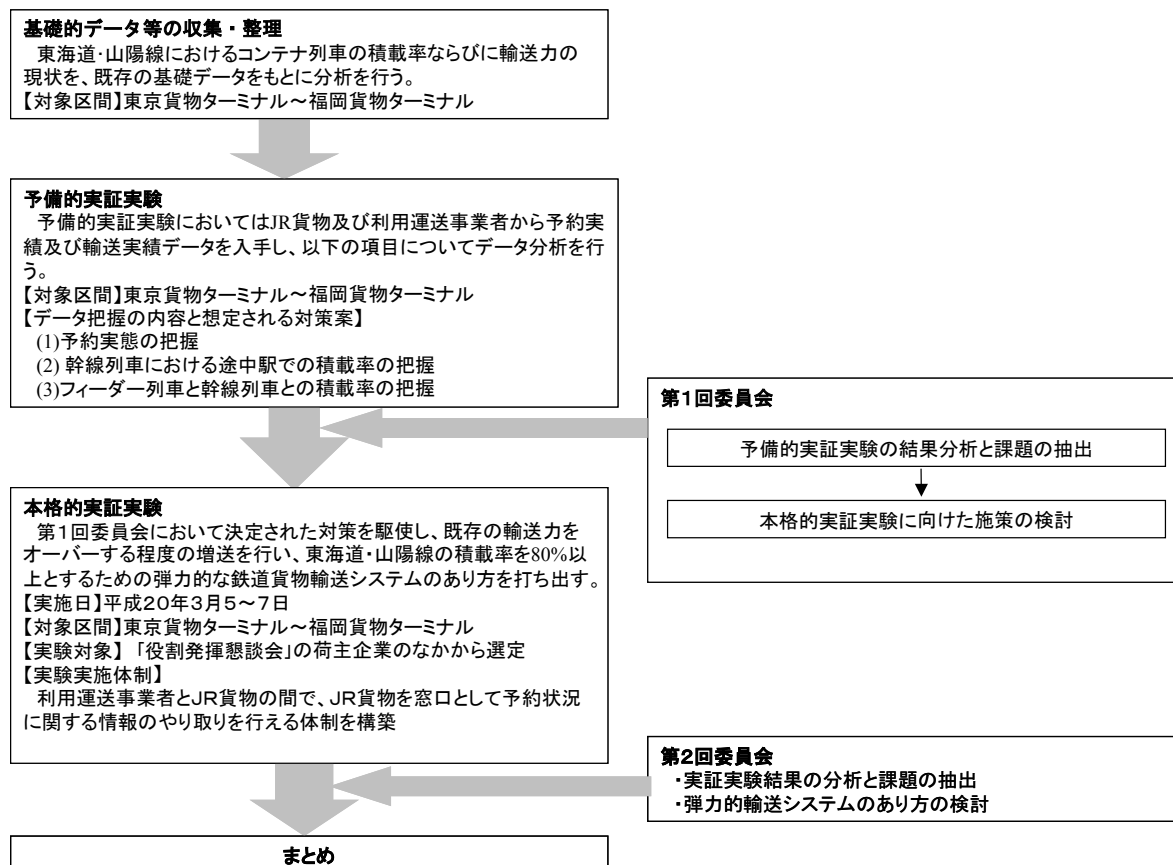 基礎的データ等の収集・整理
東海道・山陽線におけるコンテナ列車の積載率ならびに輸送力の
現状を、既存の基礎データをもとに分析を行う。
【対象区間】東京貨物ターミナル～福岡貨物ターミナル
予備的実証実験
予備的実証実験においてはJR貨物及び利用運送事業者から予約実
績及び輸送実績データを入手し、以下の項目についてデータ分析を行
う。
【対象区間】東京貨物ターミナル～福岡貨物ターミナル
【データ把握の内容と想定される対策案】
(1)予約実態の把握
(2) 幹線列車における途中駅での積載率の把握
(3)フィーダー列車と幹線列車との積載率の把握
第1回委員会
予備的実証実験の結果分析と課題の抽出
本格的実証実験に向けた施策の検討
本格的実証実験
第1回委員会において決定された対策を駆使し、既存の輸送力を
オーバーする程度の増送を行い、東海道・山陽線の積載率を80%以
上とするための弾力的な鉄道貨物輸送システムのあり方を打ち出す。
【実施日】平成20年3月5～7日
【対象区間】東京貨物ターミナル～福岡貨物ターミナル
【実験対象】「役割発揮懇談会」の荷主企業のなかから選定
【実験実施体制】
利用運送事業者とJR貨物の間で、JR貨物を窓口として予約状況
に関する情報のやり取りを行える体制を構築
第2回委員会
・実証実験結果の分析と課題の抽出
・弾力的輸送システムのあり方の検討
まとめ